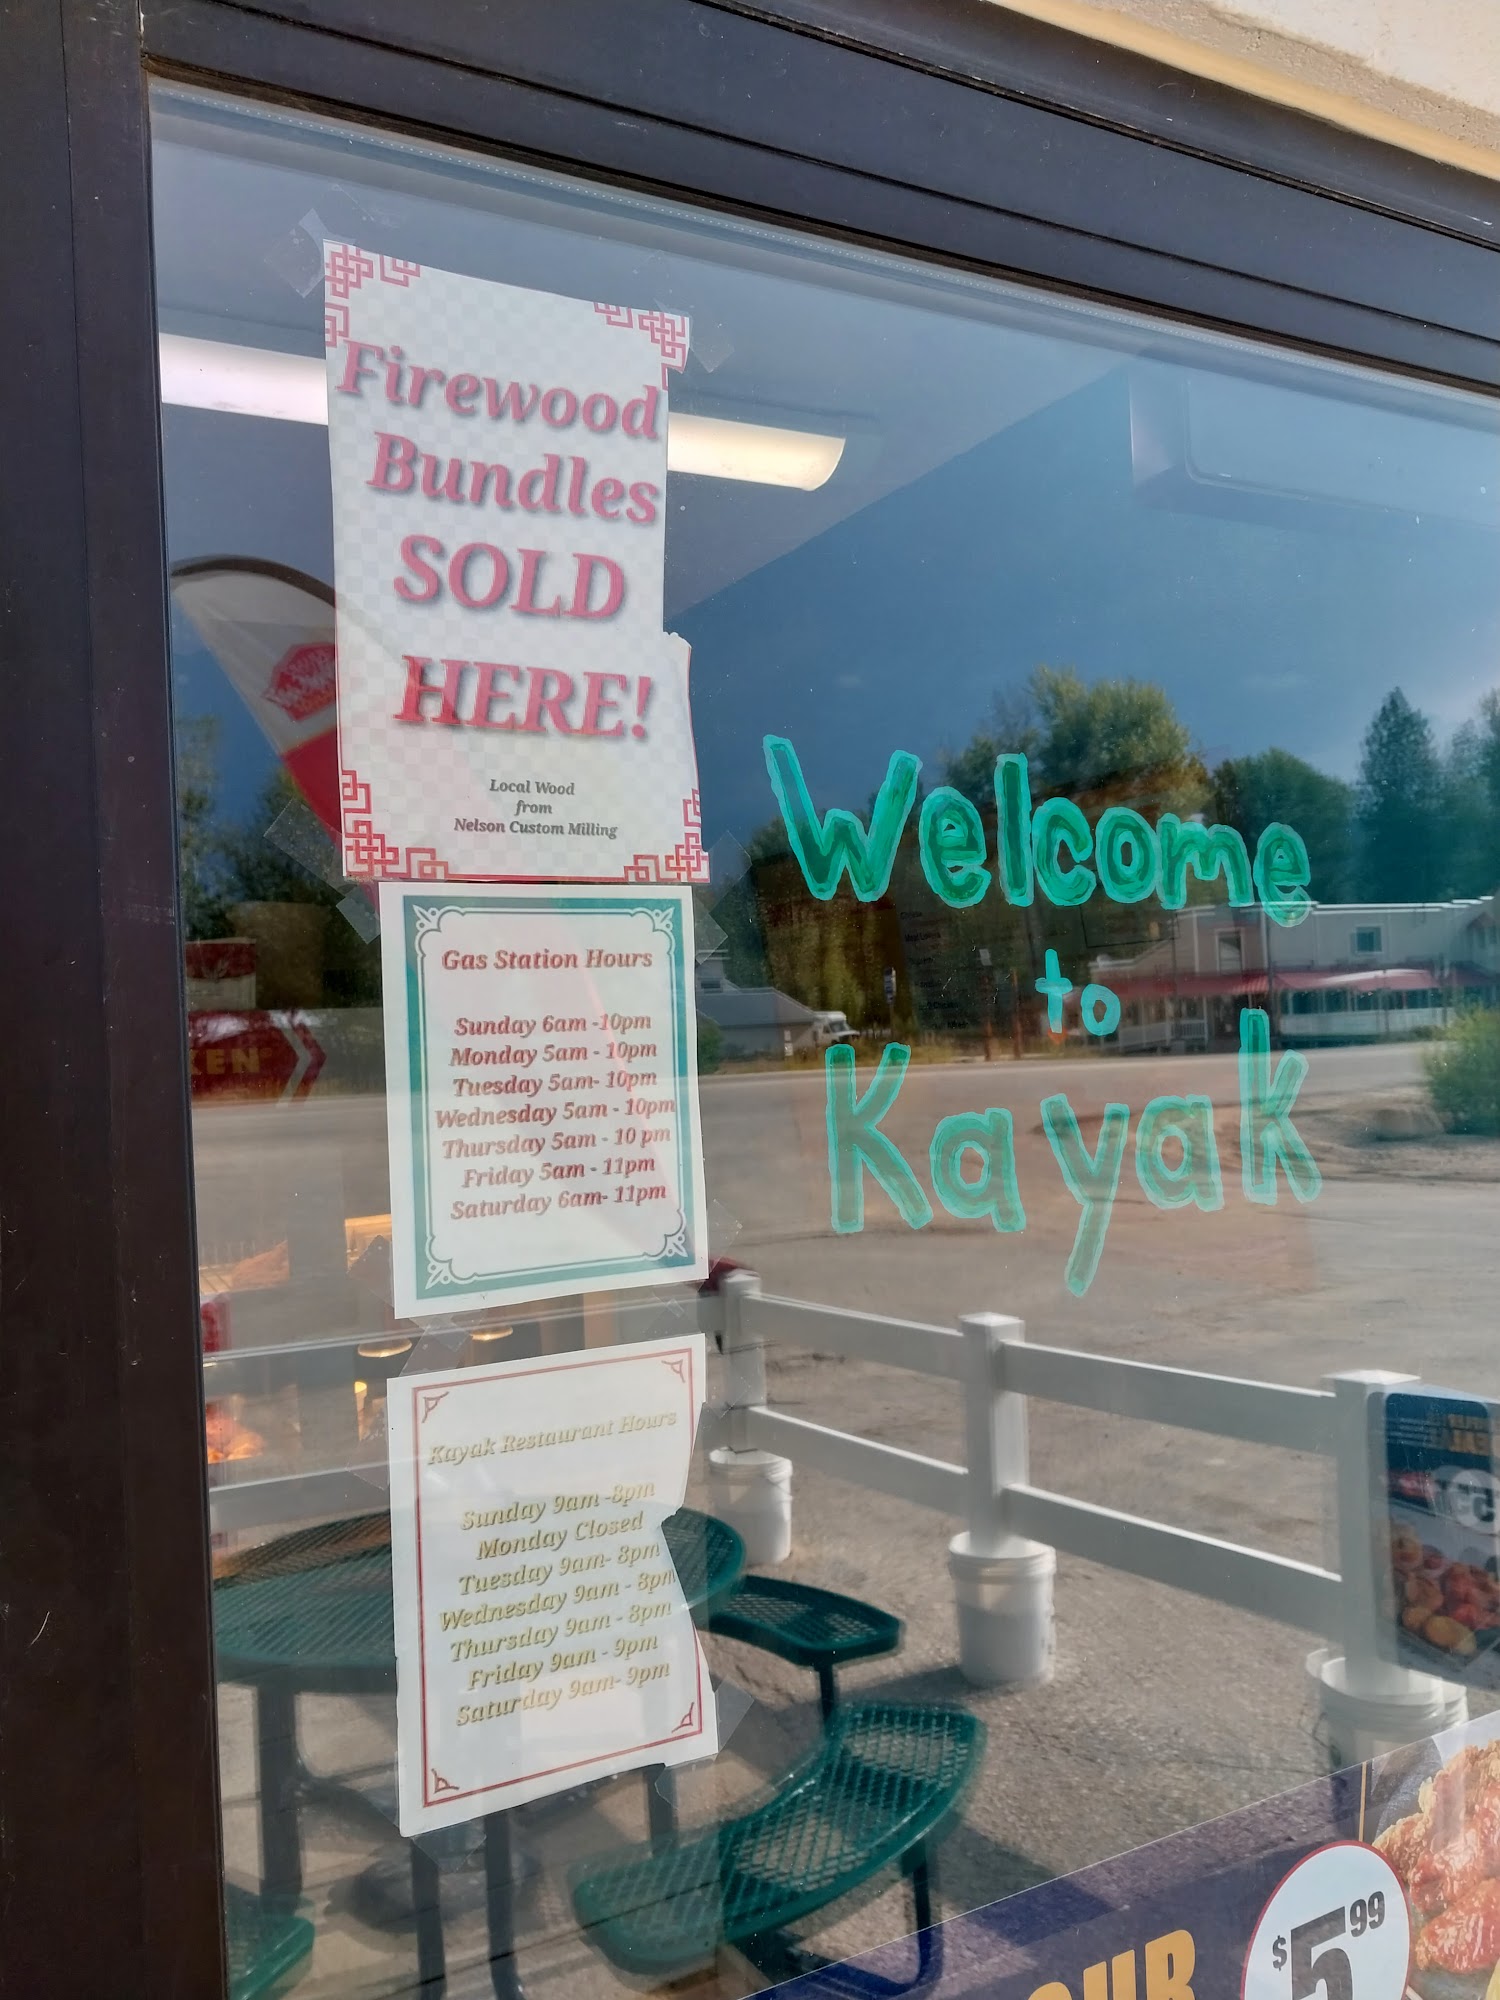 Firewood
Bundles
SOLD
HERE!
Local Wood
from
Nelson Custom Milling
Gas Station Hours
Sunday 6am -10pm
Monday 5am - 10pm
Tuesday 5am- 10pm
Wednesday 5am - 10pm
Thursday 5am - 10 pm
Friday 5am - 11pm
Saturday 6am- 11pm
Kayak Restaurant Hours
Sunday 9am -8pm
Monday Closed
Tuesday 9am- 8pm
Wednesday 9am - 8pm
Thursday 9am - 8pm
Friday 9am - 9pm
Saturday 9am- 9pm
Welcome
to
Kayak
$5.99